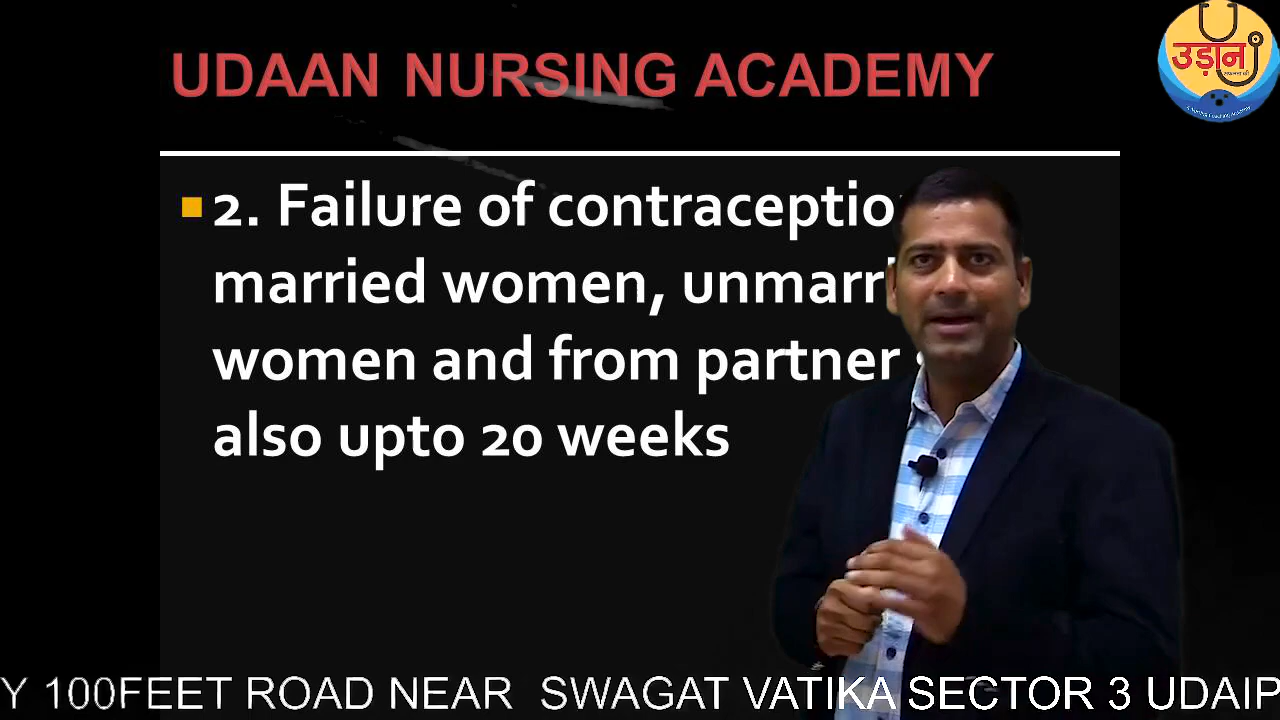 UDAAN NURSING ACADEMY
उड़ान
2. Failure of contraceptio
married women, unmarri
women and from partner
also upto 20 weeks
Y 100FEET ROAD NEAR SWAGAT VATIKA SECTOR 3 UDAIP